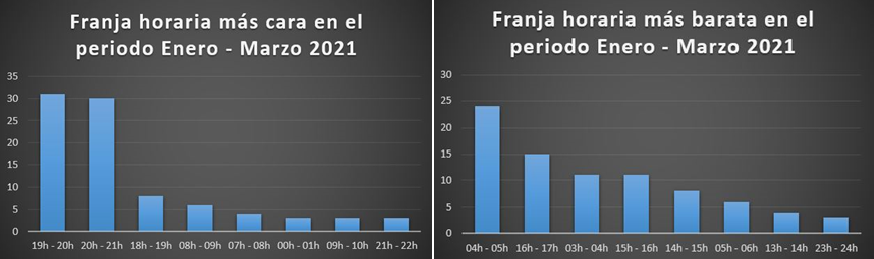 Franja horaria más cara en el
periodo Enero - Marzo 2021
35
30
25
20
15
10
5
0
19h - 20h 20h - 21h 18h - 19h 08h - 09h 07h - 08h 00h - 01h 09h - 10h 21h - 22h
Franja horaria más barata en el
periodo Enero - Marzo 2021
30
25
20
15
10
5
0
04h - 05h 16h - 17h 03h - 04h 15h - 16h 14h - 15h 05h - 06h 13h - 14h 23h - 24h